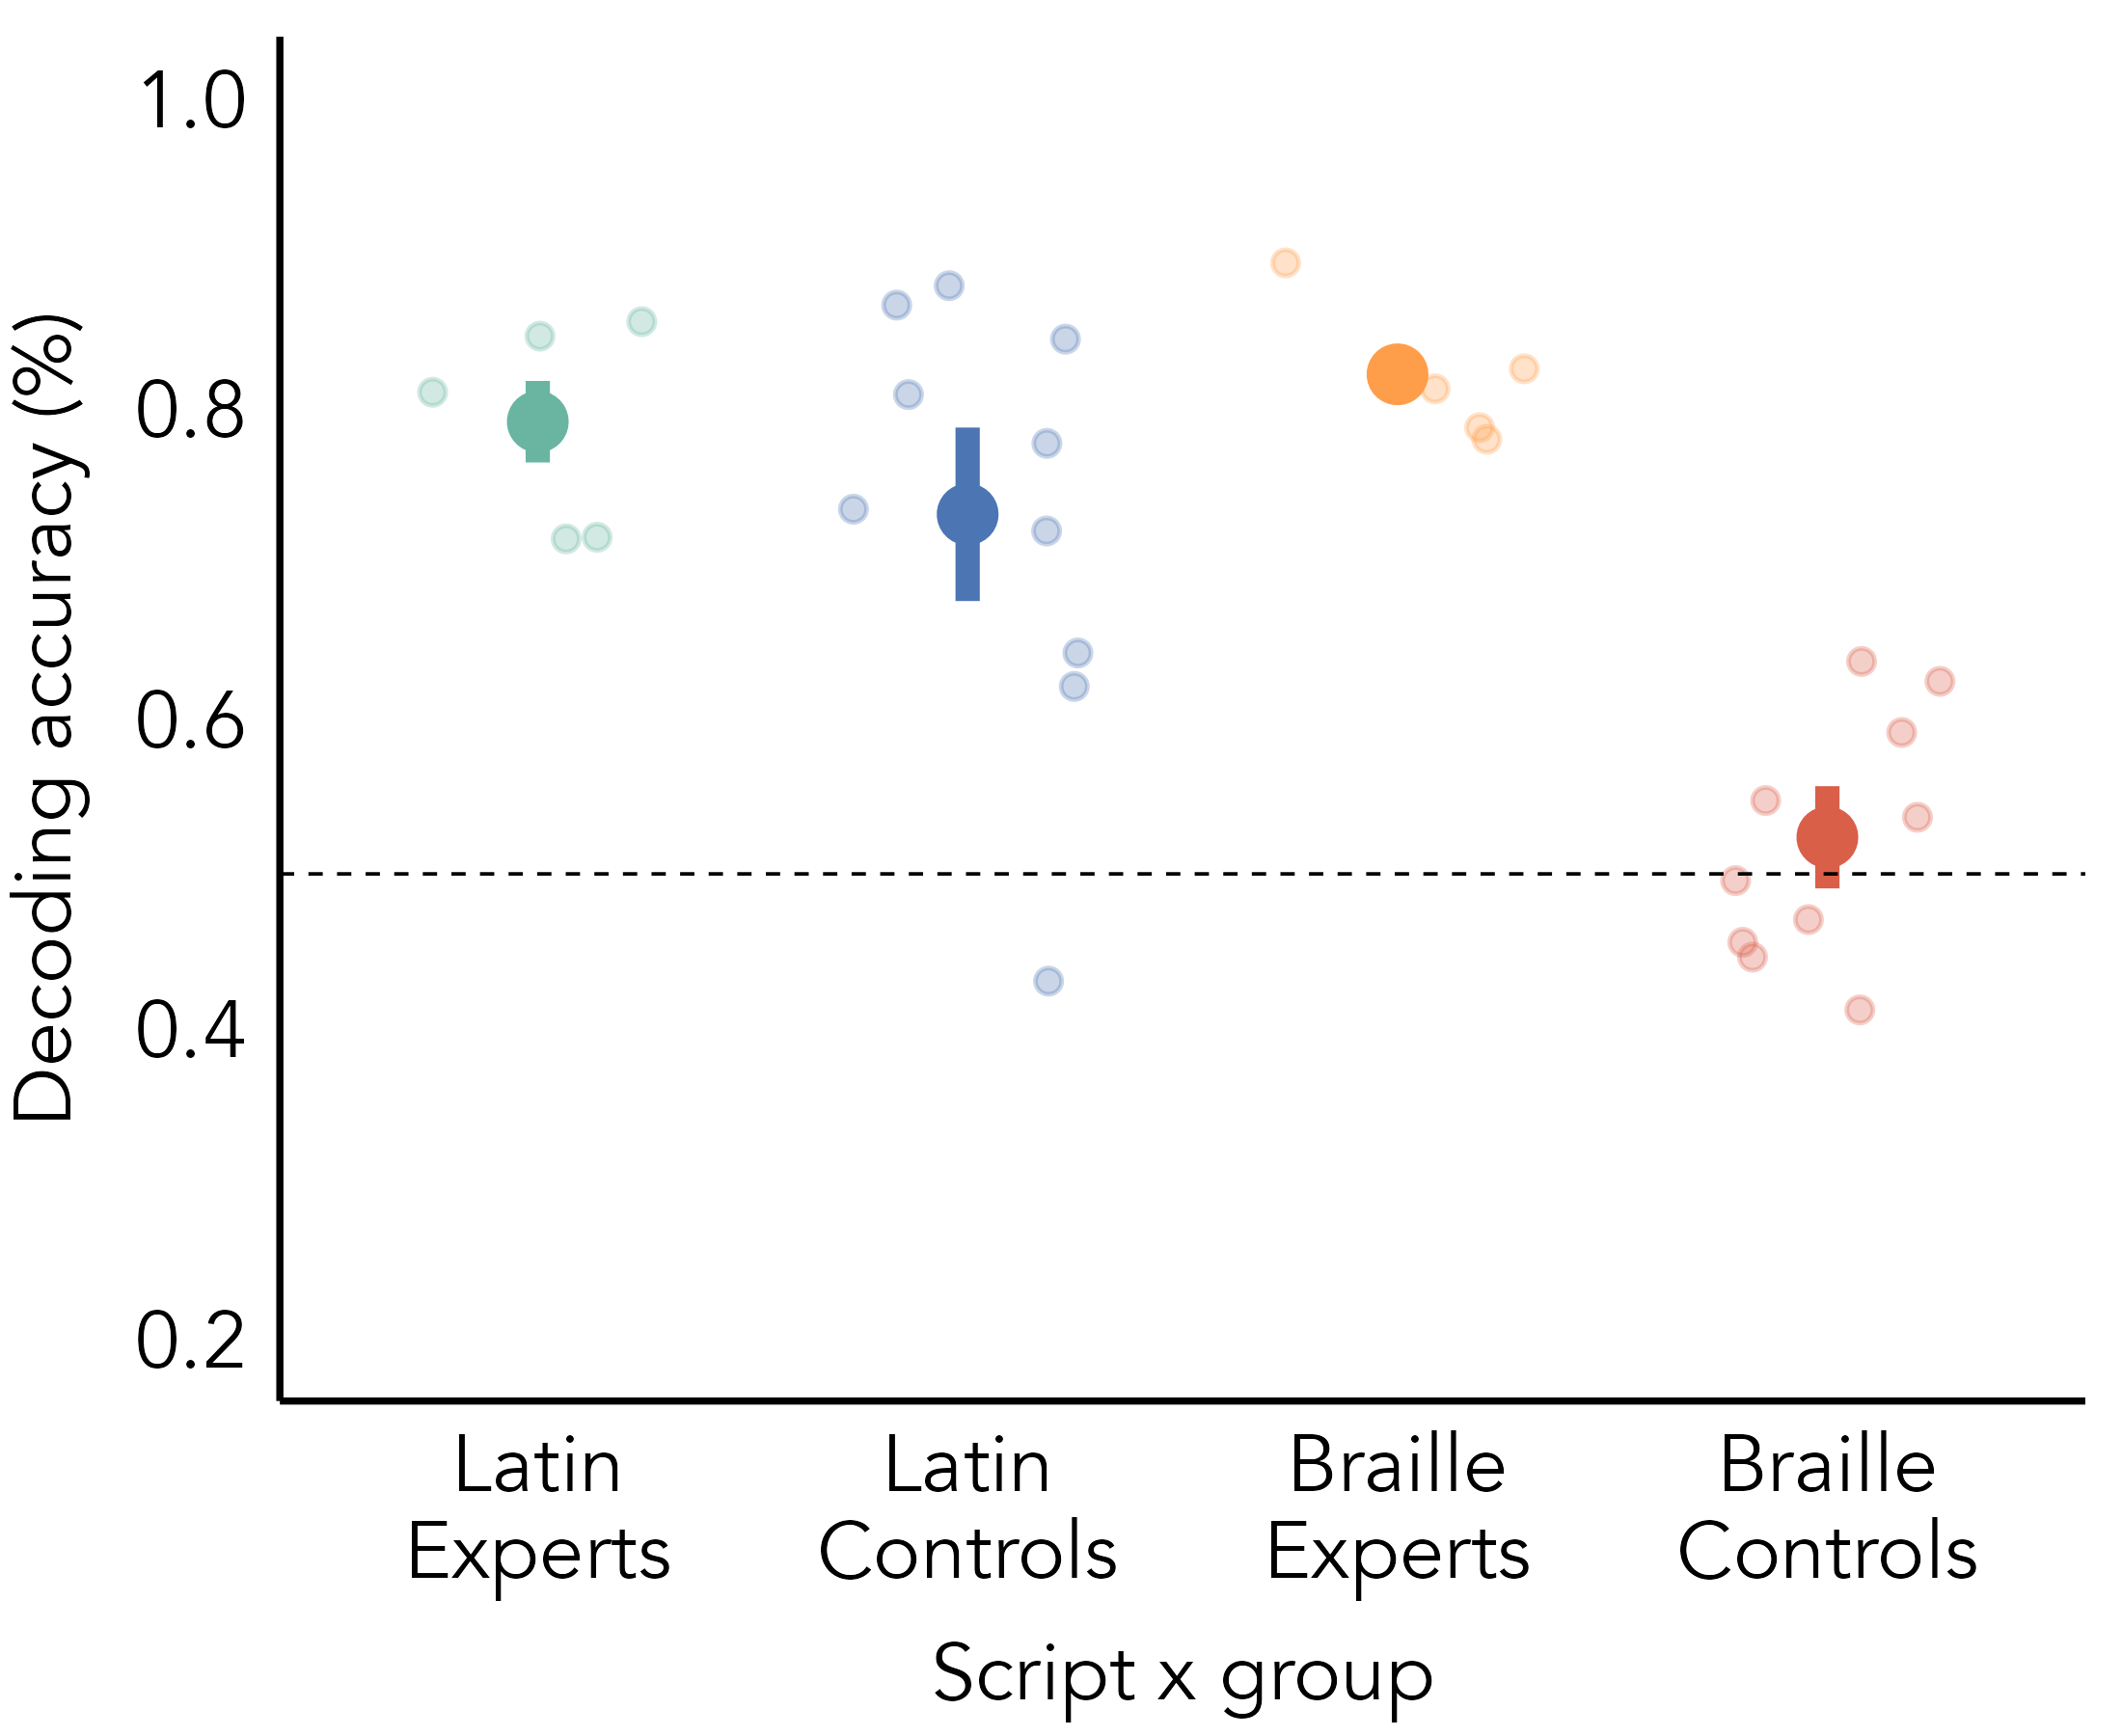 Decoding accuracy (%)
1.0
0.8
0.6
0.4
0.2
Latin
Experts
Latin
Controls
Braille
Experts
Braille
Controls
Script x group